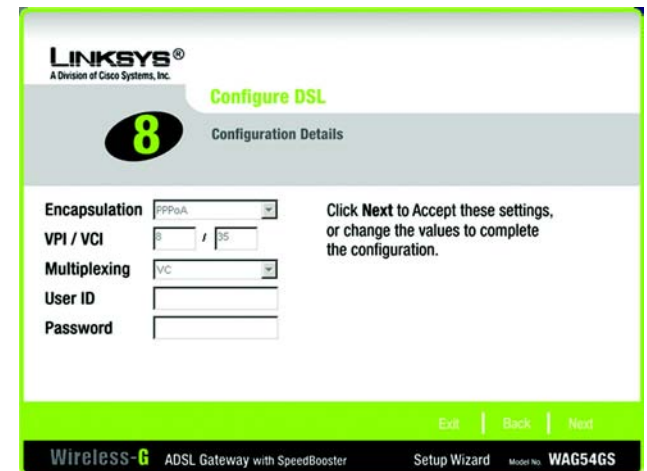 LINKSYS®
A Division of Cisco Systems, Inc.
Configure DSL
8
Configuration Details
Encapsulation PPPoA
VPI / VCI 8 / 35
Multiplexing VC
User ID
Password
Click Next to Accept these settings,
or change the values to complete
the configuration.
Exit Back Next
Wireless-G ADSL Gateway with SpeedBooster Setup Wizard Model No. WAG54GS